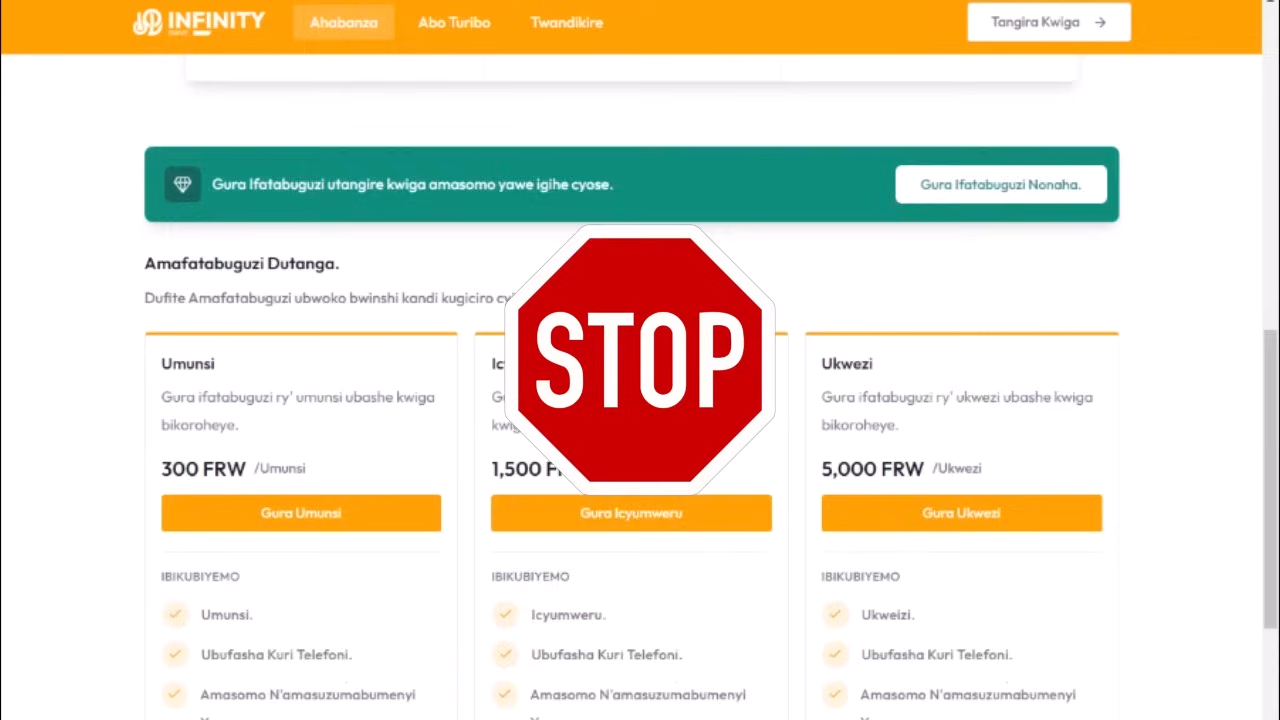 INFINITY
Ahabanza
Abo Turibo
Twandikire
Tangira Kwiga
Gura Ifatabuguzi utangire kwiga amasomo yawe igihe cyose.
Gura Ifatabuguzi Nonaha.
Amafatabuguzi Dutanga.
Dufite Amafatabuguzi ubwoko bwinshi kandi kugiciro
STOP
Umunsi
Gura ifatabuguzi ry' umunsi ubashe kwiga
bikoroheye.
300 FRW /Umunsi
Gura Umunsi
IBIKUBIYEMO
Umunsi.
Ubufasha Kuri Telefoni.
Amasomo N'amasuzumabumenyi
1,500
Gura Icyumweru
IBIKUBIYEMO
Icyumweru.
Ubufasha Kuri Telefoni.
Amasomo N'amasuzumabumenyi
Ukwezi
Gura ifatabuguzi ry' ukwezi ubashe kwiga
bikoroheye.
5,000 FRW /Ukwezi
Gura Ukwezi
IBIKUBIYEMO
Ukweizi.
Ubufasha Kuri Telefoni.
Amasomo N'amasuzumabumenyi